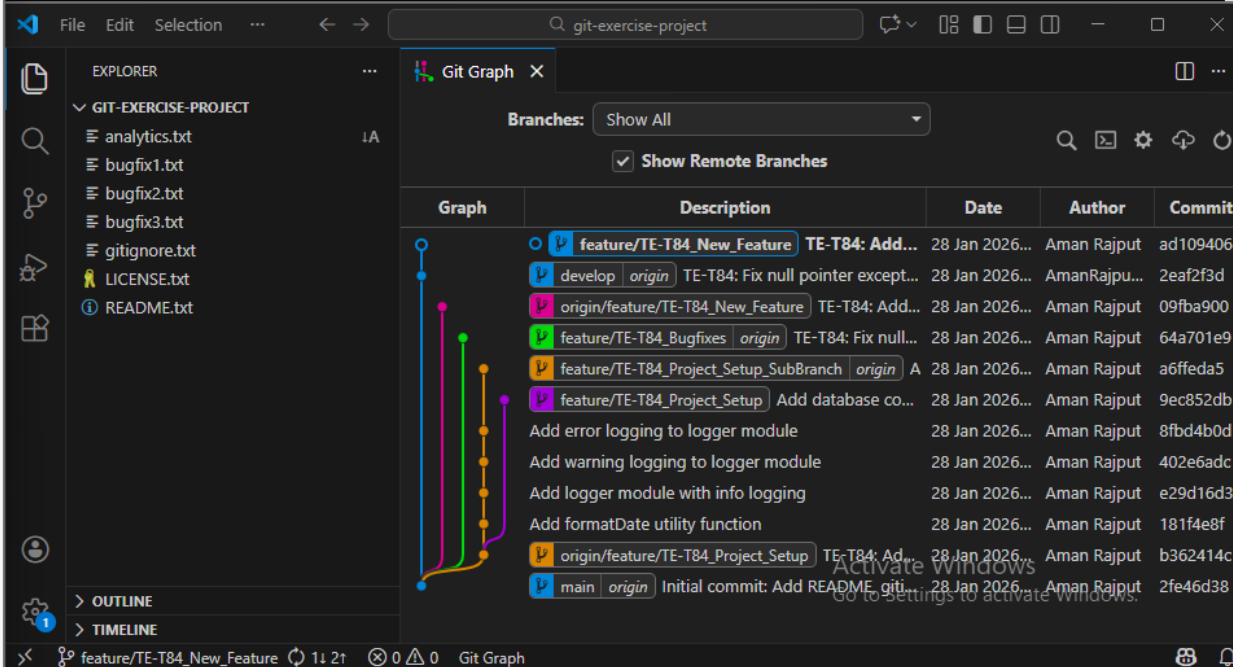 File Edit Selection ··· git-exercise-project
EXPLORER ···
GIT-EXERCISE-PROJECT
analytics.txt ↓A
bugfix1.txt
bugfix2.txt
bugfix3.txt
gitignore.txt
LICENSE.txt
README.txt
OUTLINE
TIMELINE
Git Graph
Branches: Show All
Show Remote Branches
Graph Description Date Author Commit
feature/TE-T84_New_Feature TE-T84: Add... 28 Jan 2026... Aman Rajput ad109406
develop origin TE-T84: Fix null pointer except... 28 Jan 2026... AmanRajpu... 2eaf2f3d
origin/feature/TE-T84_New_Feature TE-T84: Add... 28 Jan 2026... Aman Rajput 09fba900
feature/TE-T84_Bugfixes origin TE-T84: Fix null... 28 Jan 2026... Aman Rajput 64a701e9
feature/TE-T84_Project_Setup_SubBranch origin A 28 Jan 2026... Aman Rajput a6ffeda5
feature/TE-T84_Project_Setup Add database co... 28 Jan 2026... Aman Rajput 9ec852db
Add error logging to logger module 28 Jan 2026... Aman Rajput 8fbd4b0d
Add warning logging to logger module 28 Jan 2026... Aman Rajput 402e6adc
Add logger module with info logging 28 Jan 2026... Aman Rajput e29d16d3
Add formatDate utility function 28 Jan 2026... Aman Rajput 181f4e8f
origin/feature/TE-T84_Project_Setup TE-T84: Ad... 28 Jan 2026... Aman Rajput b362414c
main origin Initial commit: Add README, giti... 28 Jan 2026... Aman Rajput 2fe46d38
Activate Windows
Go to Settings to activate Windows.
1
feature/TE-T84_New_Feature 1↓ 2↑ 0 0 Git Graph